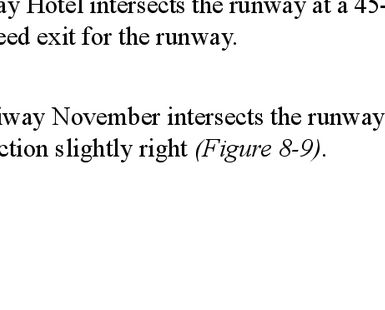 ay Hotel intersects the runway at a 45-
eed exit for the runway.
iway November intersects the runway
ction slightly right (Figure 8-9).